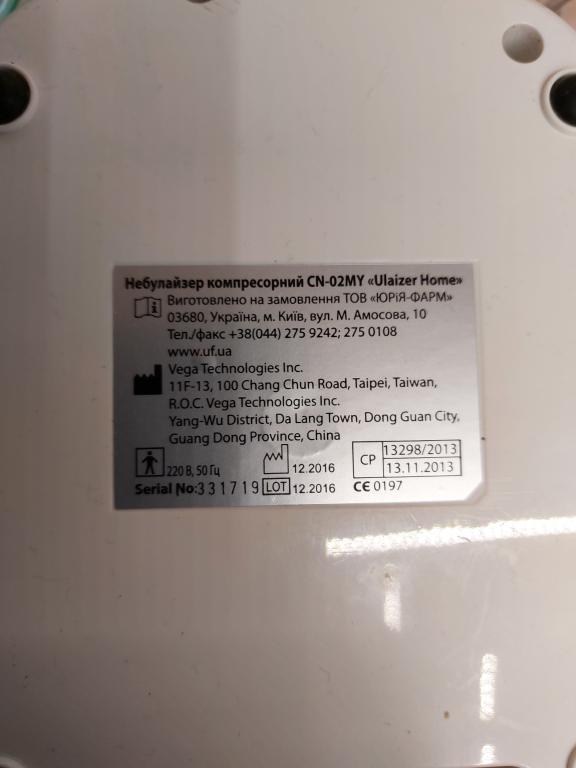 Небулайзер компресорний CN-02MY «Ulaizer Home»
Виготовлено на замовлення ТОВ «ЮРіЯ-ФАРМ»
03680, Україна, м. Київ, вул. М. Амосова, 10
Тел./факс +38(044) 275 9242; 275 0108
www.uf.ua
Vega Technologies Inc.
11F-13, 100 Chang Chun Road, Taipei, Taiwan,
R.O.C. Vega Technologies Inc.
Yang-Wu District, Da Lang Town, Dong Guan City,
Guang Dong Province, China
220 В, 50 Гц 12.2016 СР 13298/2013
13.11.2013
Serial No:331719 LOT 12.2016 CE 0197